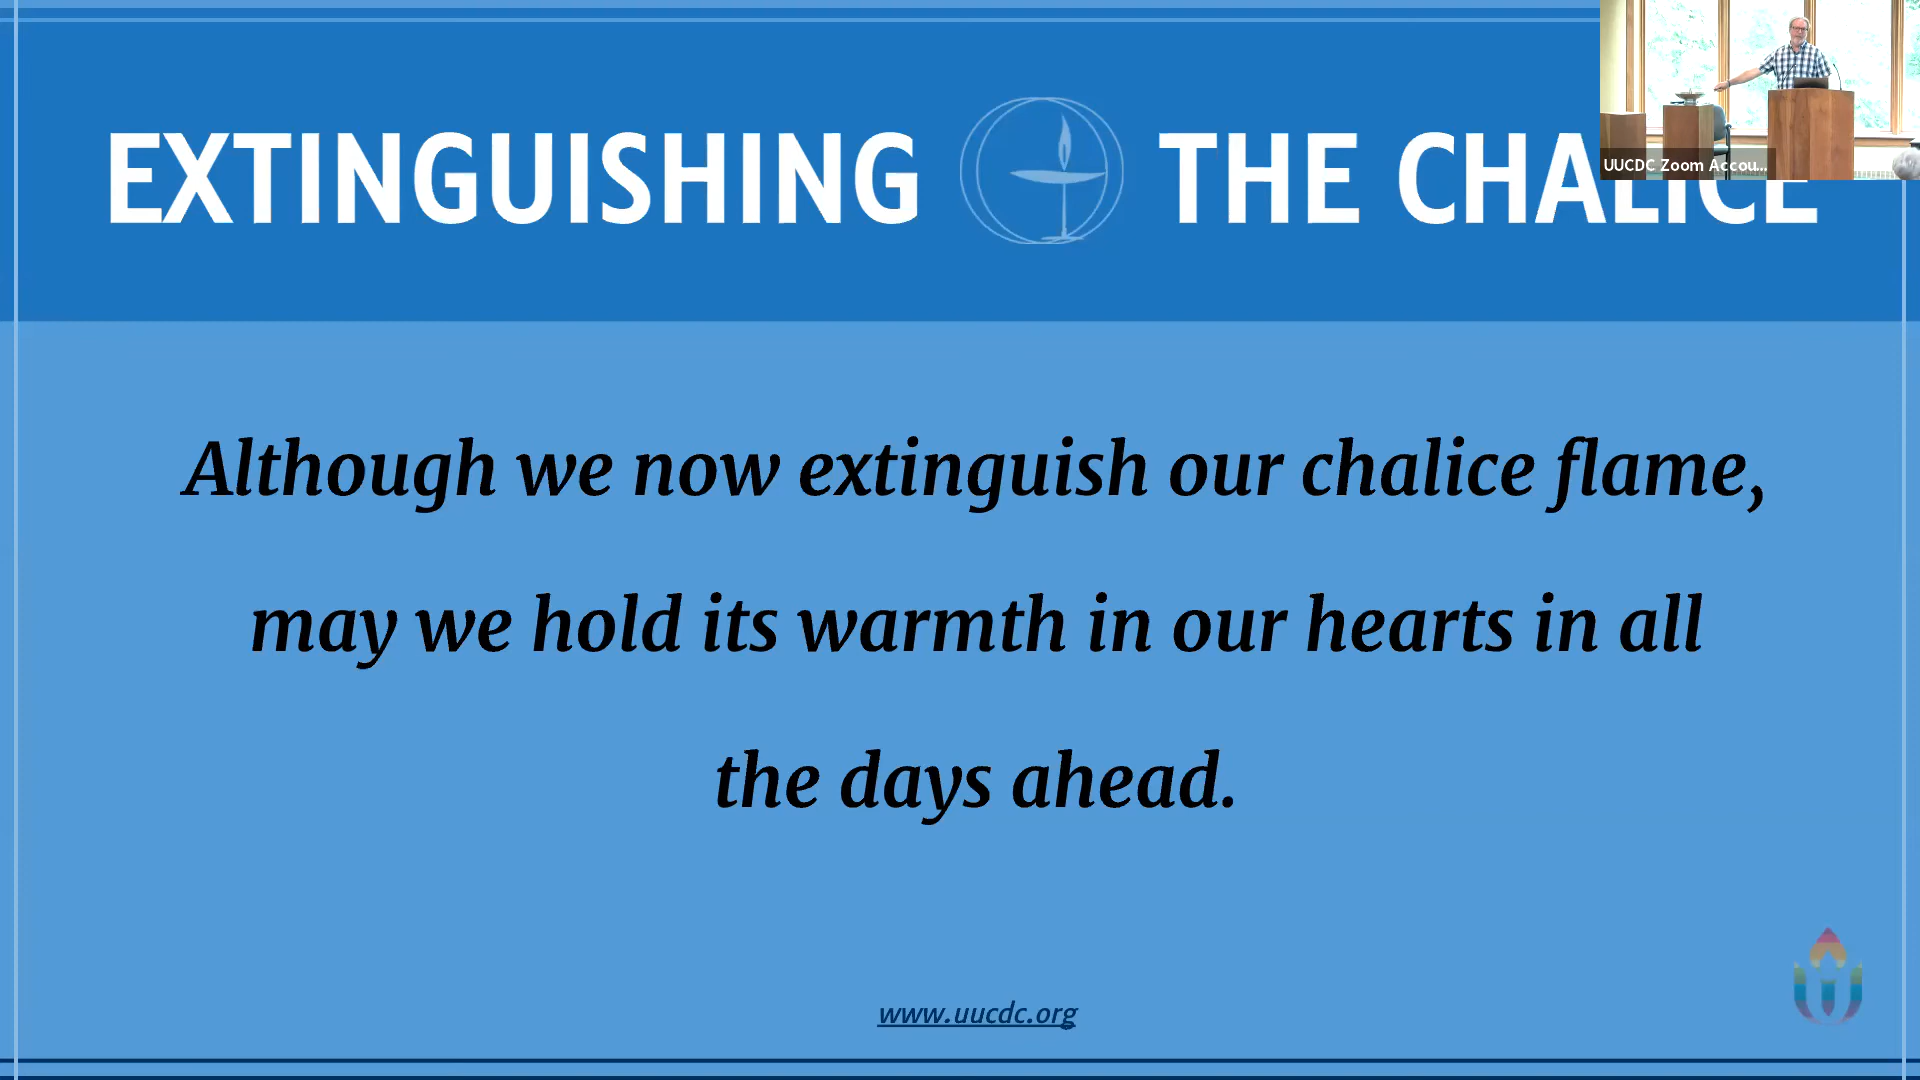 EXTINGUISHING THE CHALICE
UUCDC Zoom Accou...
Although we now extinguish our chalice flame,
may we hold its warmth in our hearts in all
the days ahead.
www.uucdc.org